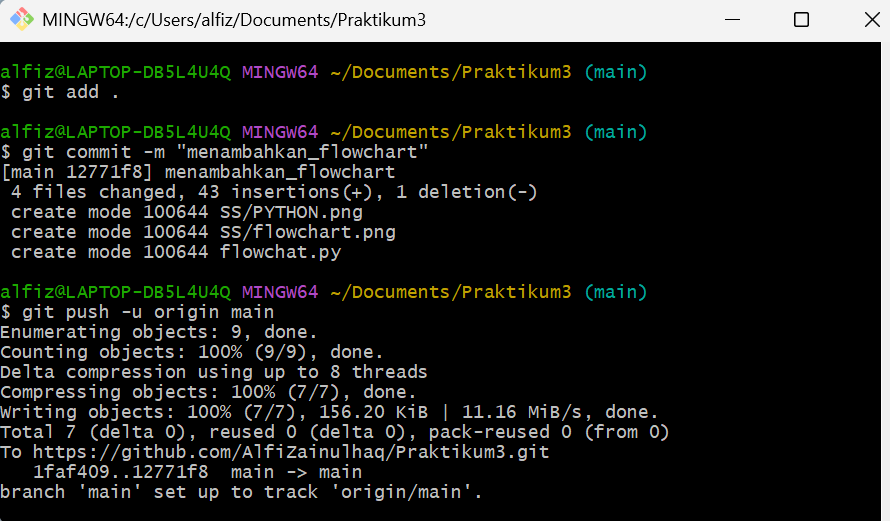 MINGW64:/c/Users/alfiz/Documents/Praktikum3
alfiz@LAPTOP-DB5L4U4Q MINGW64 ~/Documents/Praktikum3 (main)
$ git add .
alfiz@LAPTOP-DB5L4U4Q MINGW64 ~/Documents/Praktikum3 (main)
$ git commit -m "menambahkan_flowchart"
[main 12771f8] menambahkan_flowchart
 4 files changed, 43 insertions(+), 1 deletion(-)
 create mode 100644 SS/PYTHON.png
 create mode 100644 SS/flowchart.png
 create mode 100644 flowchat.py
alfiz@LAPTOP-DB5L4U4Q MINGW64 ~/Documents/Praktikum3 (main)
$ git push -u origin main
Enumerating objects: 9, done.
Counting objects: 100% (9/9), done.
Delta compression using up to 8 threads
Compressing objects: 100% (7/7), done.
Writing objects: 100% (7/7), 156.20 KiB | 11.16 MiB/s, done.
Total 7 (delta 0), reused 0 (delta 0), pack-reused 0 (from 0)
To https://github.com/AlfiZainulhaq/Praktikum3.git
   1faf409..12771f8  main -> main
branch 'main' set up to track 'origin/main'.